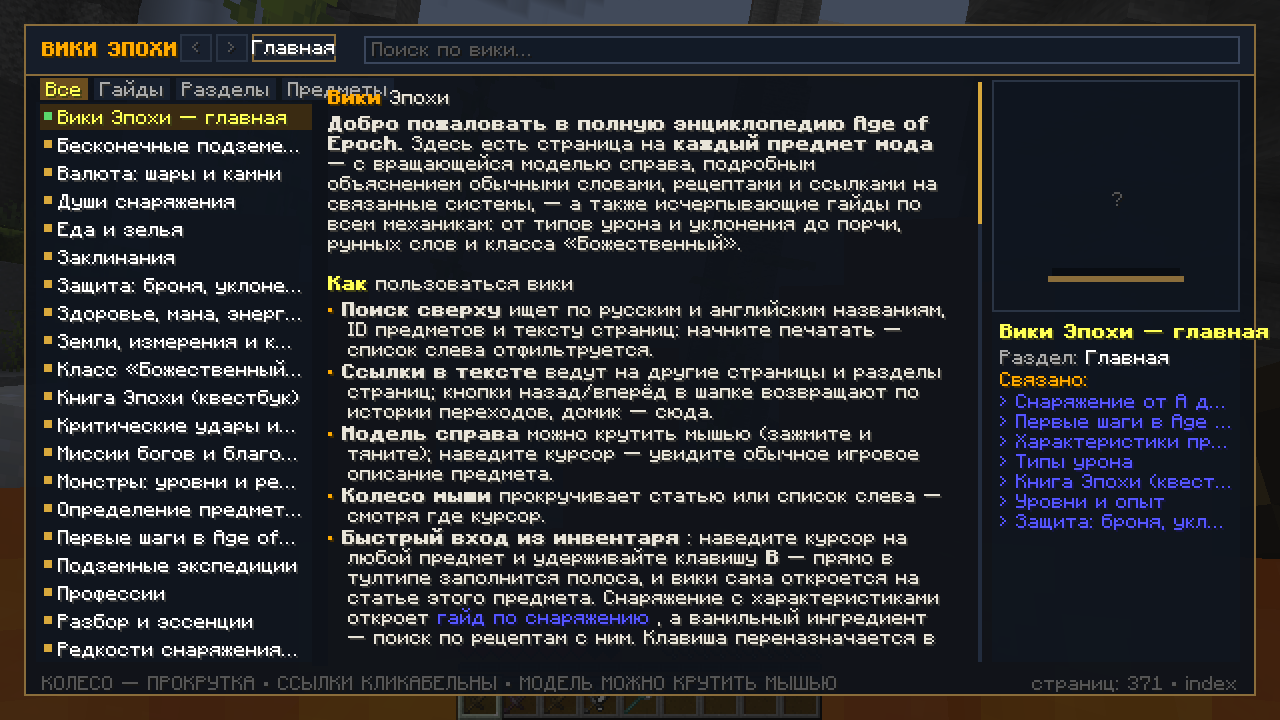 ВИКИ ЭПОХИ < > Главная Поиск по вики...
Все Гайды Разделы Предметы
Вики Эпохи — главная
Бесконечные подземе...
Валюта: шары и камни
Души снаряжения
Еда и зелья
Заклинания
Защита: броня, уклоне...
Здоровье, мана, энерг...
Земли, измерения и к...
Класс «Божественный...
Книга Эпохи (квестбук)
Критические удары и...
Миссии богов и благо...
Монстры: уровни и ре...
Определение предмет...
Первые шаги в Age of...
Подземные экспедиции
Профессии
Разбор и эссенции
Редкости снаряжения...
Вики Эпохи
Добро пожаловать в полную энциклопедию Age of
Epoch. Здесь есть страница на каждый предмет мода
— с вращающейся моделью справа, подробным
объяснением обычными словами, рецептами и ссылками на
связанные системы, — а также исчерпывающие гайды по
всем механикам: от типов урона и уклонения до порчи,
рунных слов и класса «Божественный».
Как пользоваться вики
• Поиск сверху ищет по русским и английским названиям,
ID предметов и тексту страниц: начните печатать —
список слева отфильтруется.
• Ссылки в тексте ведут на другие страницы и разделы
страниц; кнопки назад/вперёд в шапке возвращают по
истории переходов, домик — сюда.
• Модель справа можно крутить мышью (зажмите и
тяните); наведите курсор — увидите обычное игровое
описание предмета.
• Колесо мыши прокручивает статью или список слева —
смотря где курсор.
• Быстрый вход из инвентаря : наведите курсор на
любой предмет и удерживайте клавишу B — прямо в
тултипе заполнится полоса, и вики сама откроется на
статье этого предмета. Снаряжение с характеристиками
откроет гайд по снаряжению , а ванильный ингредиент
— поиск по рецептам с ним. Клавиша переназначается в
?
Вики Эпохи — главная
Раздел: Главная
Связано:
> Снаряжение от А д...
> Первые шаги в Age ...
> Характеристики пр...
> Типы урона
> Книга Эпохи (квест...
> Уровни и опыт
> Защита: броня, укл...
КОЛЕСО — ПРОКРУТКА • ССЫЛКИ КЛИКАБЕЛЬНЫ • МОДЕЛЬ МОЖНО КРУТИТЬ МЫШЬЮ
страниц: 371 • index